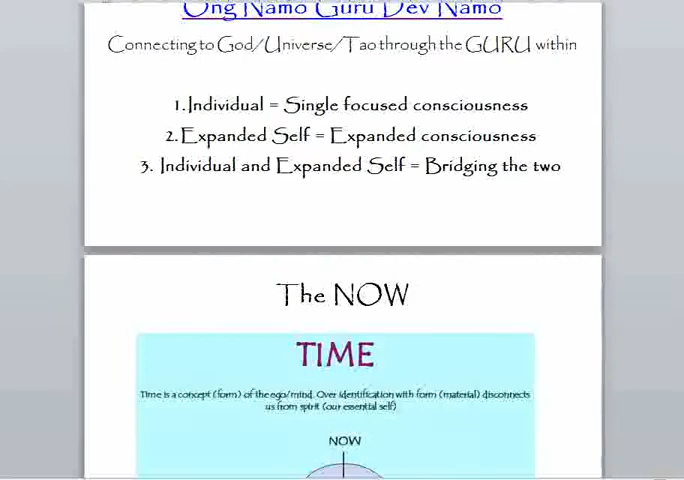 Ong Namo Guru Dev Namo
Connecting to God/Universe/Tao through the GURU within
1.Individual = Single focused consciousness
2.Expanded Self = Expanded consciousness
3. Individual and Expanded Self = Bridging the two
The NOW
TIME
Time is a concept (form) of the ego/mind. Over identification with form (material) disconnects
us from spirit (our essential self)
NOW